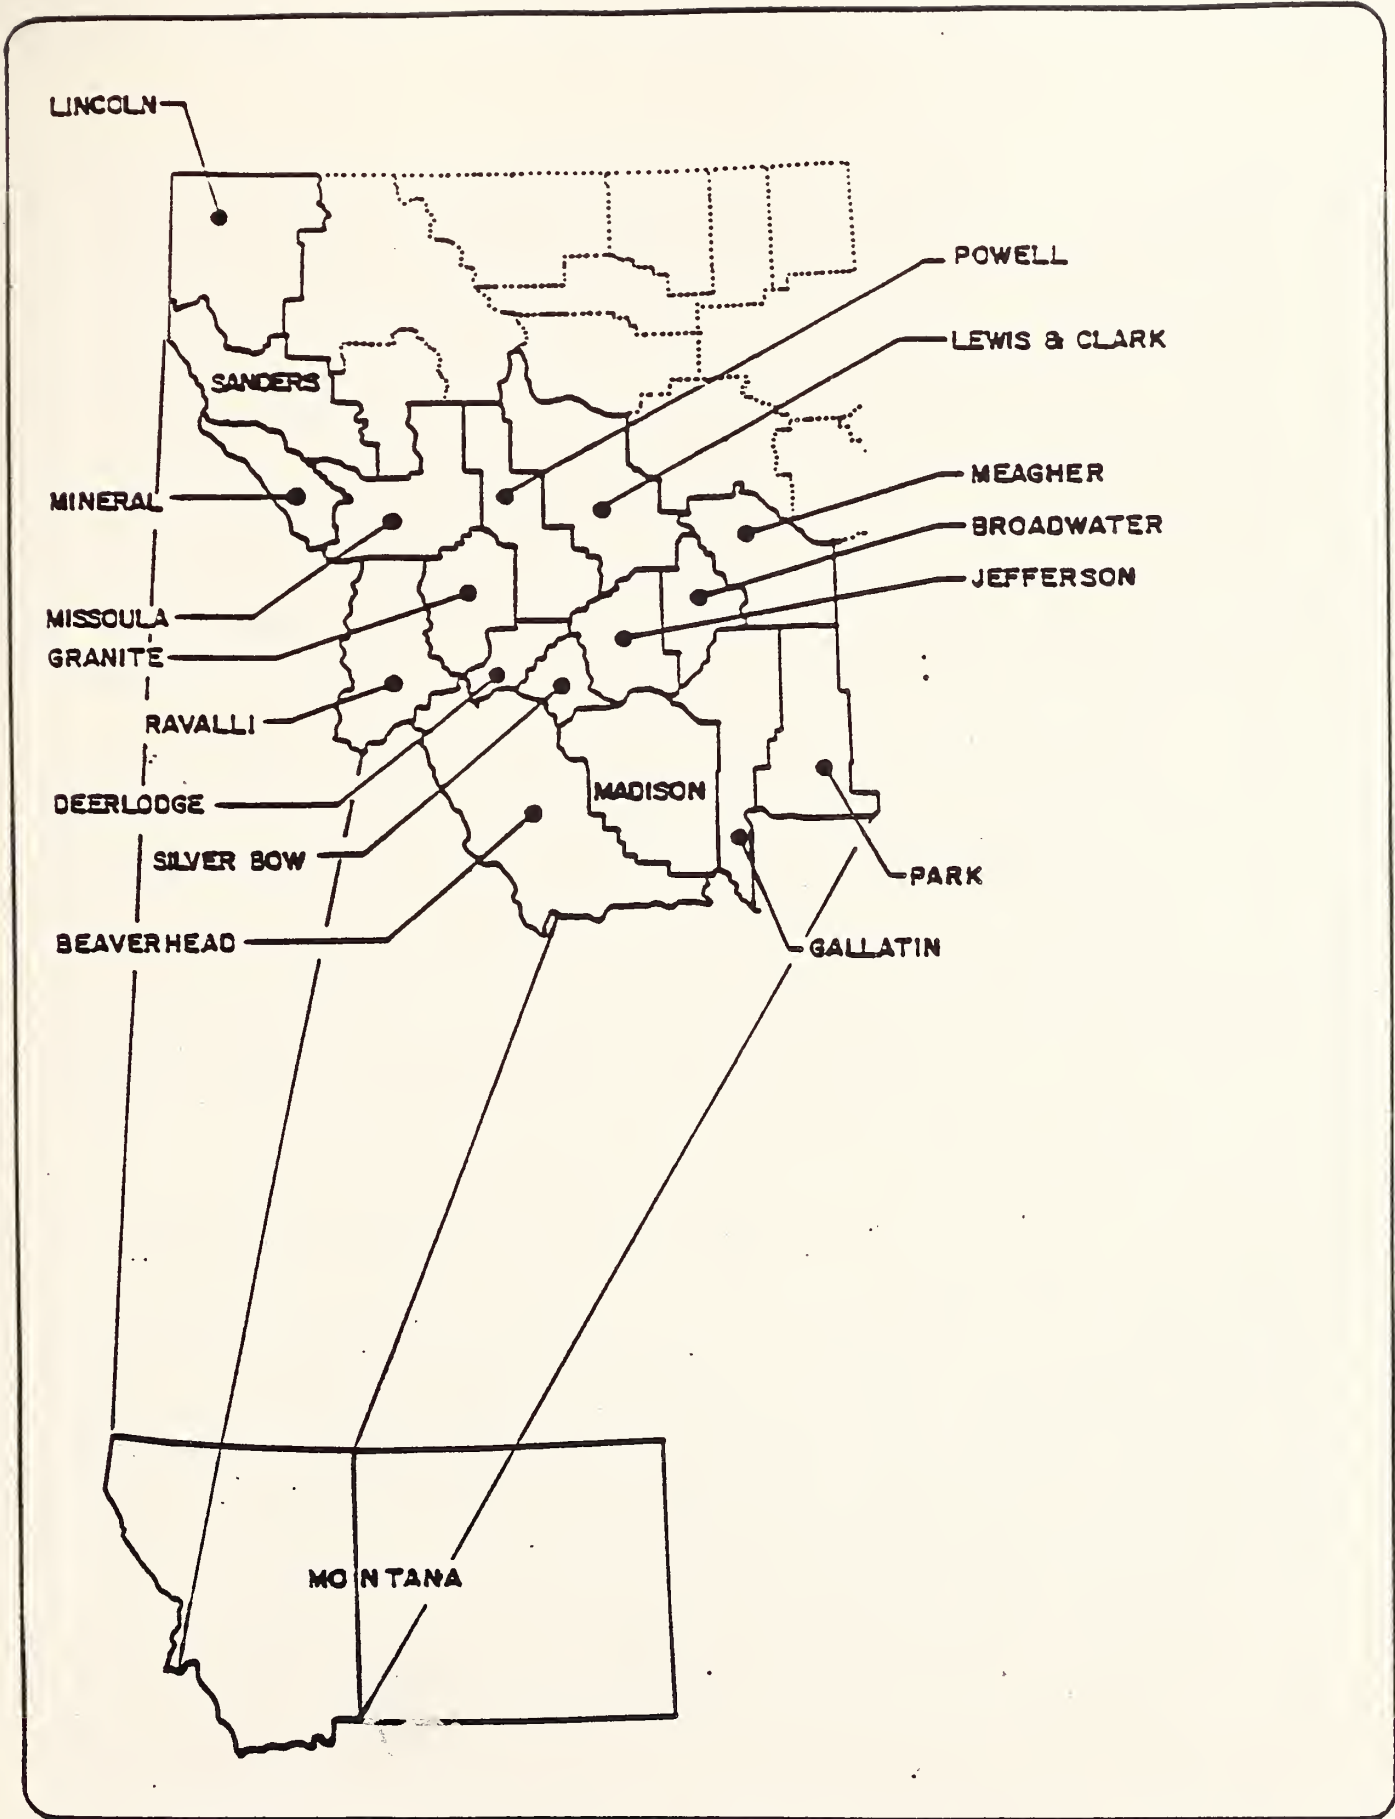 LINCOLN
POWELL
LEWIS & CLARK
SANDERS
MEAGHER
MINERAL
BROADWATER
JEFFERSON
MISSOULA
GRANITE
RAVALLI
MADISON
DEERLODGE
SILVER BOW
PARK
BEAVERHEAD
GALLATIN
MONTANA